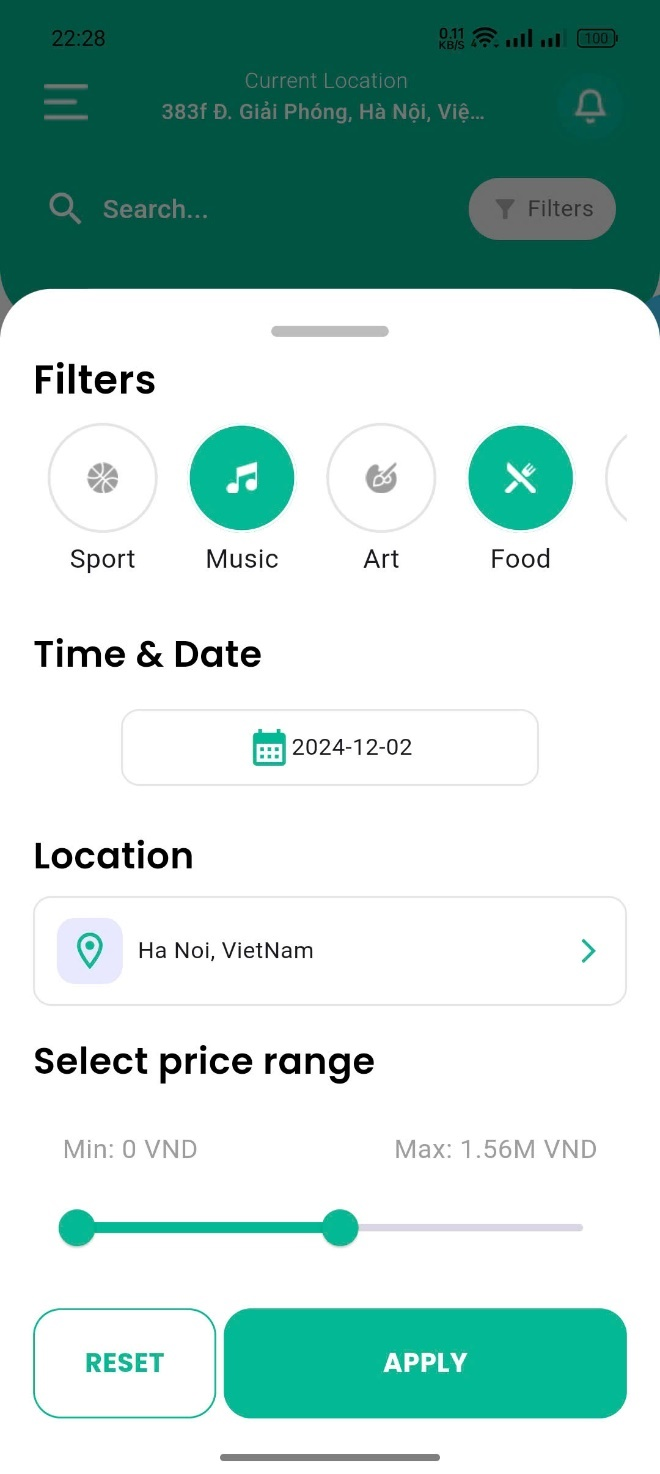 22:28
0.11
KB/S
100
Current Location
383f Đ. Giải Phóng, Hà Nội, Việ...
Search...
Filters
Filters
Sport Music Art Food
Time & Date
2024-12-02
Location
Ha Noi, VietNam
Select price range
Min: 0 VND Max: 1.56M VND
RESET APPLY